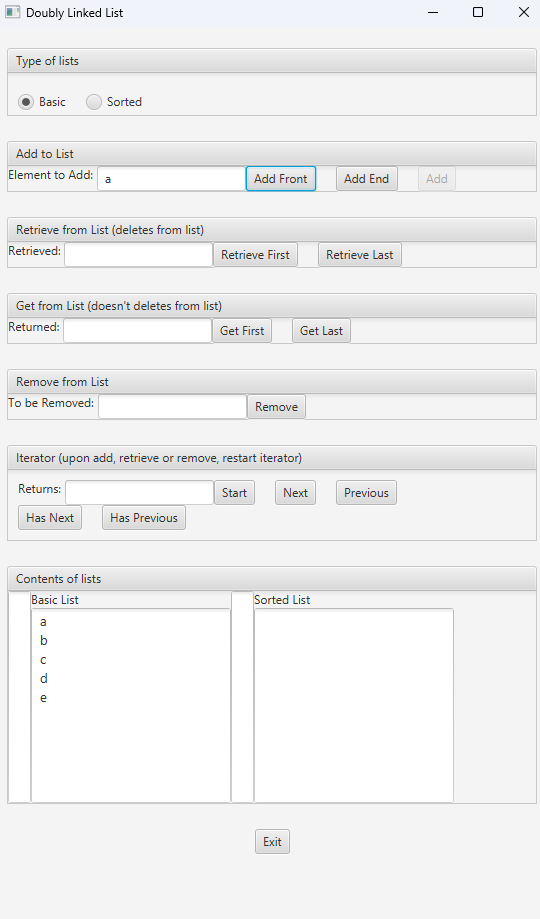 Doubly Linked List
Type of lists
Basic Sorted
Add to List
Element to Add: a Add Front Add End Add
Retrieve from List (deletes from list)
Retrieved: Retrieve First Retrieve Last
Get from List (doesn't deletes from list)
Returned: Get First Get Last
Remove from List
To be Removed: Remove
Iterator (upon add, retrieve or remove, restart iterator)
Returns: Start Next Previous
Has Next Has Previous
Contents of lists
Basic List Sorted List
a
b
c
d
e
Exit